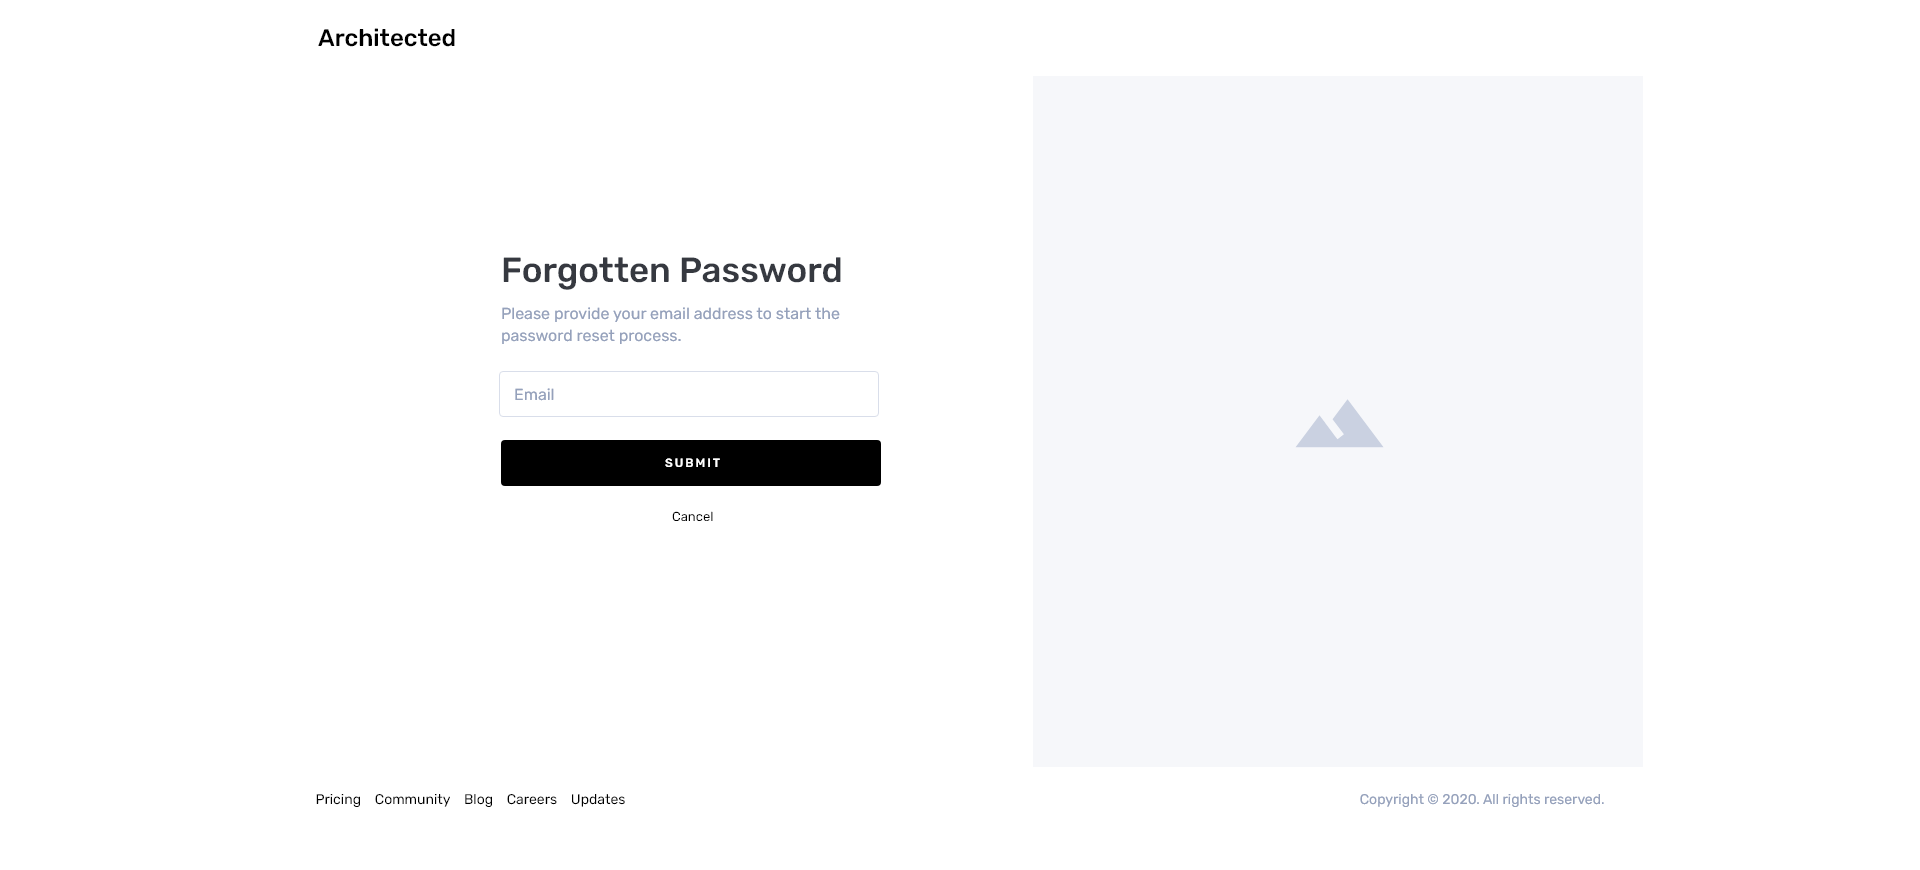 Architected
Forgotten Password
Please provide your email address to start the
password reset process.
Email
SUBMIT
Cancel
Pricing Community Blog Careers Updates
Copyright © 2020. All rights reserved.